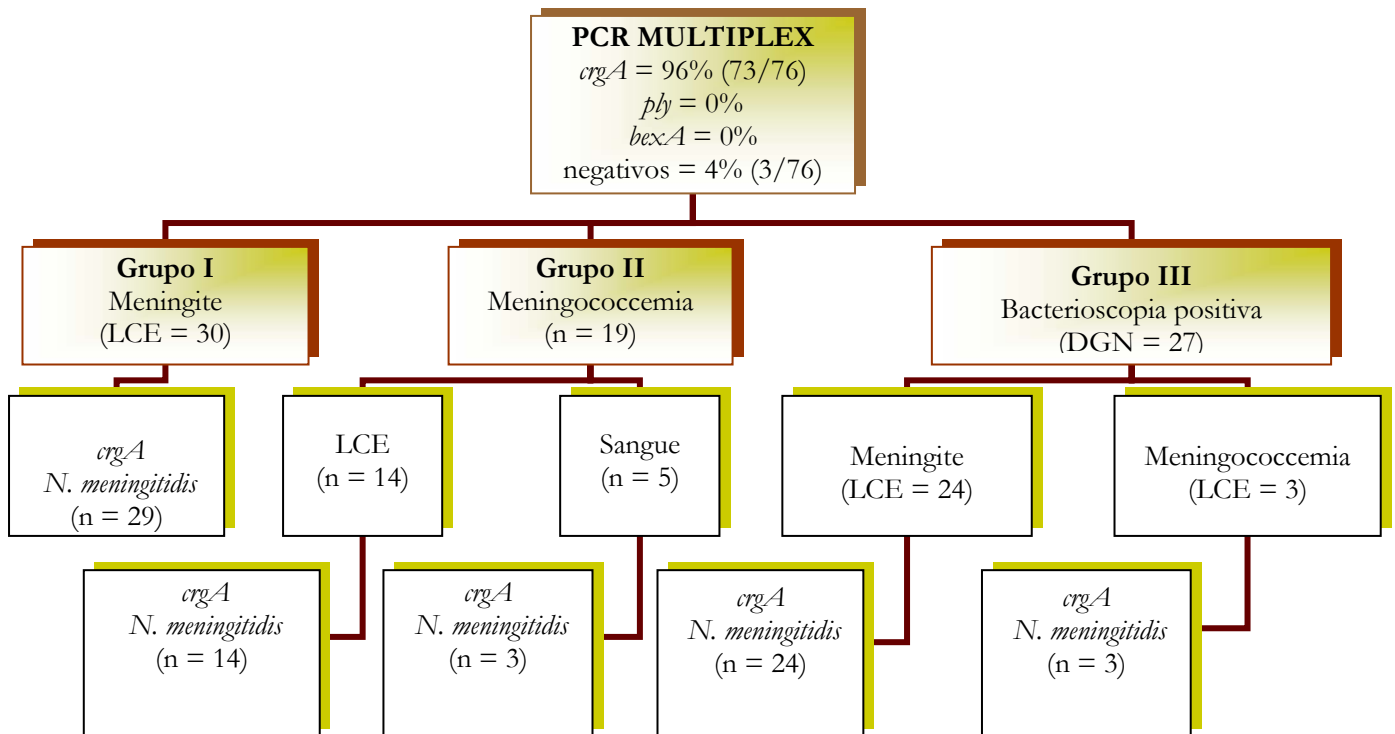 PCR MULTIPLEX
crgA = 96% (73/76)
ply = 0%
bexA = 0%
negativos = 4% (3/76)
Grupo I
Meningite
(LCE = 30)
Grupo II
Meningococcemia
(n = 19)
Grupo III
Bacterioscopia positiva
(DGN = 27)
crgA
N. meningitidis
(n = 29)
LCE
(n = 14)
Sangue
(n = 5)
Meningite
(LCE = 24)
Meningococcemia
(LCE = 3)
crgA
N. meningitidis
(n = 14)
crgA
N. meningitidis
(n = 3)
crgA
N. meningitidis
(n = 24)
crgA
N. meningitidis
(n = 3)